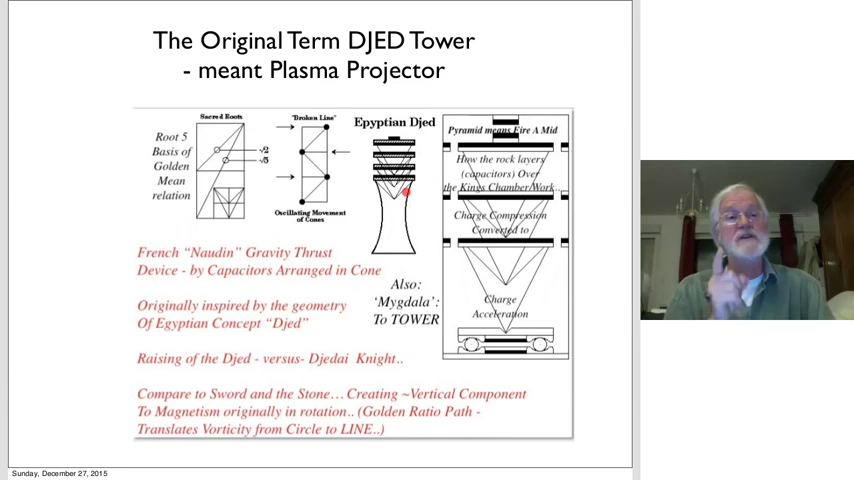 The Original Term DJED Tower
- meant Plasma Projector
Sacred Roots
"Broken Line"
Epyptian Djed
Root 5
Basis of
Golden
Mean
relation
√2
√5
Oscillating Movement
of Cones
Pyramid means Fire A Mid
How the rock layers
(capacitors) Over
the Kings Chamber/Work..
Charge Compression
Converted to
Charge
Acceleration
French “Naudin” Gravity Thrust
Device - by Capacitors Arranged in Cone
Also:
‘Mygdala’:
To TOWER
Originally inspired by the geometry
Of Egyptian Concept “Djed”
Raising of the Djed - versus- Djedai Knight..
Compare to Sword and the Stone… Creating ~Vertical Component
To Magnetism originally in rotation.. (Golden Ratio Path -
Translates Vorticity from Circle to LINE..)
Sunday, December 27, 2015